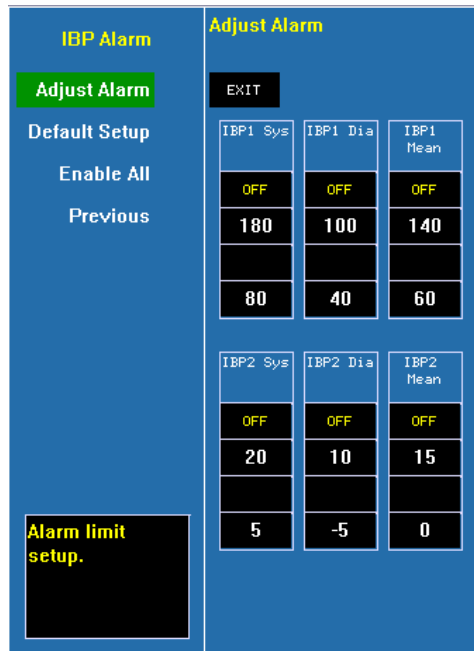 IBP Alarm
Adjust Alarm
Default Setup
Enable All
Previous
Alarm limit
setup.
Adjust Alarm
EXIT
IBP1 Sys IBP1 Dia IBP1
Mean
OFF OFF OFF
180 100 140
80 40 60
IBP2 Sys IBP2 Dia IBP2
Mean
OFF OFF OFF
20 10 15
5 -5 0